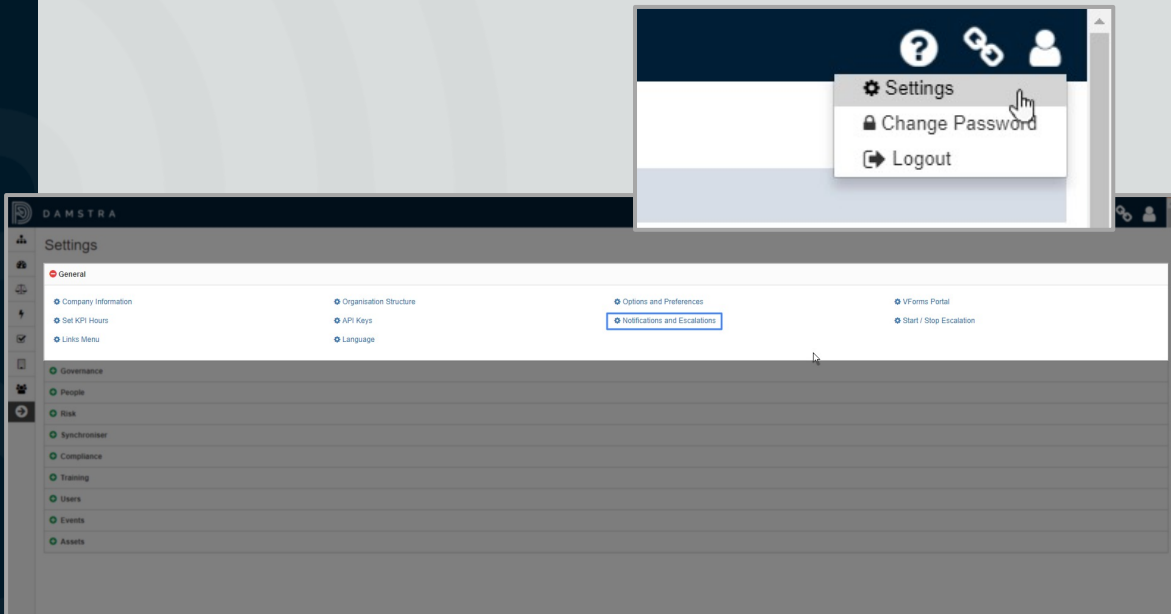 Settings
Change Password
Logout
DAMSTRA
Settings
General
Company Information
Organisation Structure
Options and Preferences
VForms Portal
Set KPI Hours
API Keys
Notifications and Escalations
Start / Stop Escalation
Links Menu
Language
Governance
People
Risk
Synchroniser
Compliance
Training
Users
Events
Assets